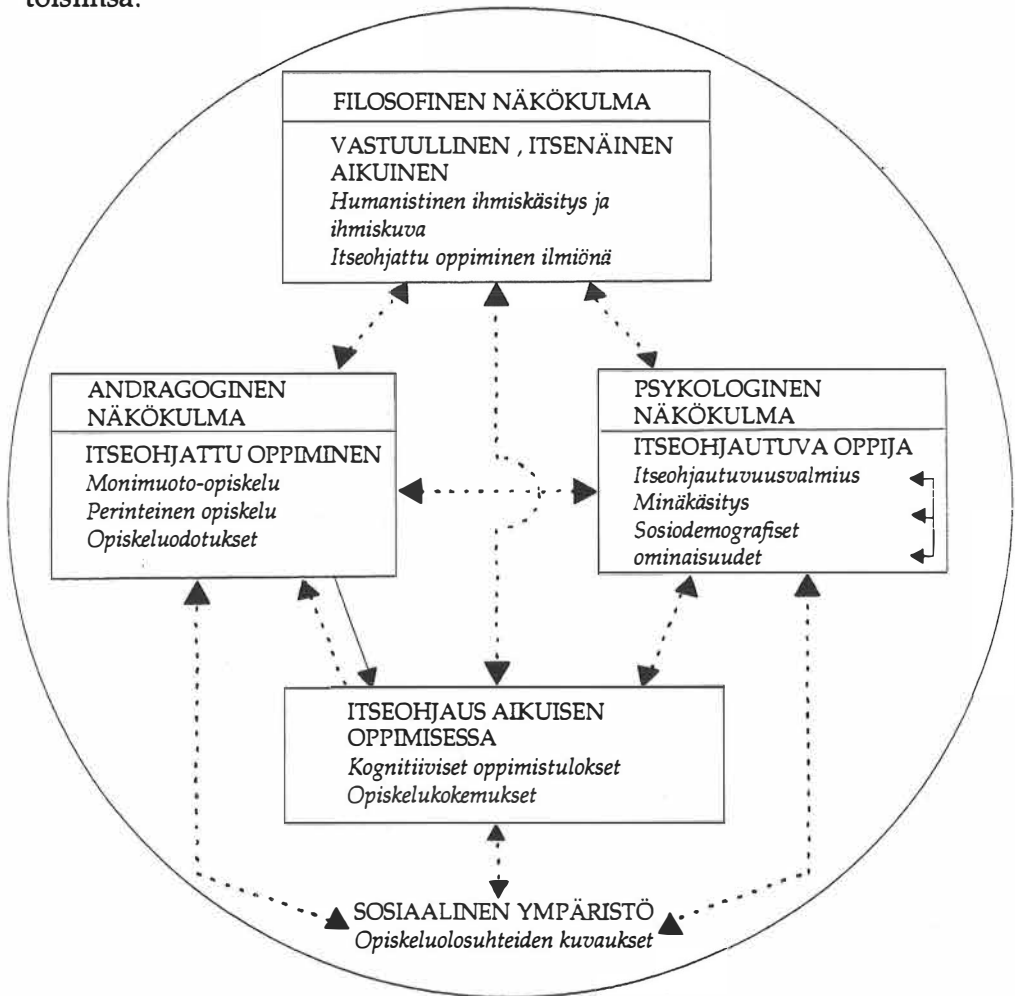 toisiinsa.
FILOSOFINEN NÄKÖKULMA
VASTUULLINEN , ITSENÄINEN
AIKUINEN
Humanistinen ihmiskäsitys ja
ihmiskuva
Itseohjattu oppiminen ilmiönä
ANDRAGOGINEN
NÄKÖKULMA
ITSEOHJATTU OPPIMINEN
Monimuoto-opiskelu
Perinteinen opiskelu
Opiskeluodotukset
PSYKOLOGINEN
NÄKÖKULMA
ITSEOHJAUTUVA OPPIJA
Itseohjautuvuusvalmius
Minäkäsitys
Sosiodemografiset
ominaisuudet
ITSEOHJAUS AIKUISEN
OPPIMISESSA
Kognitiiviset oppimistulokset
Opiskelukokemukset
SOSIAALINEN YMPÄRISTÖ
Opiskeluolosuhteiden kuvaukset